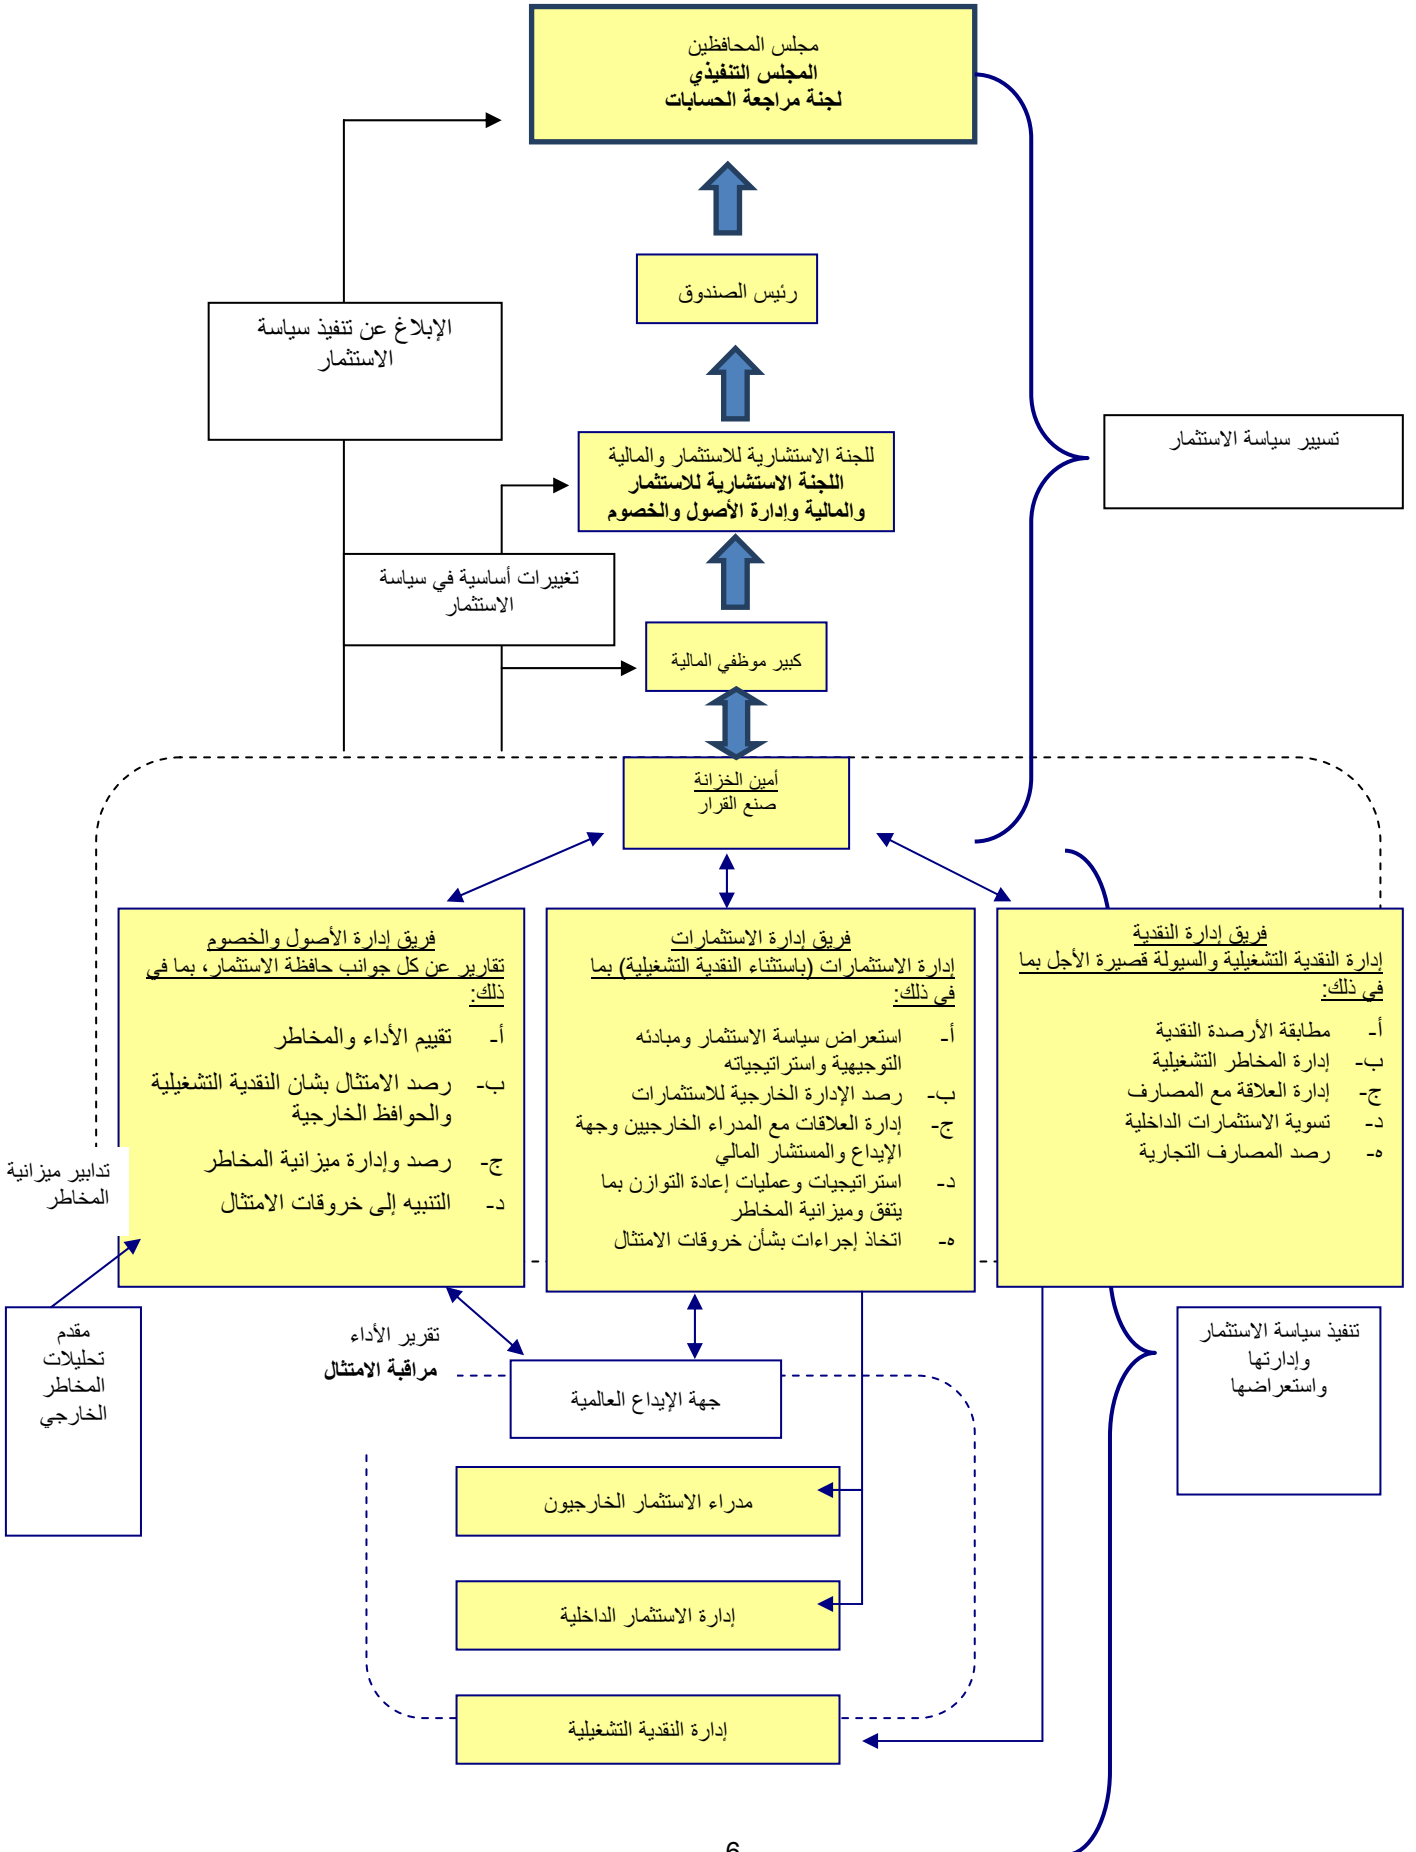 مجلس المحافظين
المجلس التنفيذي
لجنة مراجعة الحسابات
رئيس الصندوق
الإبلاغ عن تنفيذ سياسة
الاستثمار
تسيير سياسة الاستثمار
للجنة الاستشارية للاستثمار والمالية
اللجنة الاستشارية للاستثمار
والمالية وإدارة الأصول والخصوم
تغييرات أساسية في سياسة
الاستثمار
كبير موظفي المالية
أمين الخزانة
صنع القرار
فريق إدارة النقدية
إدارة النقدية التشغيلية والسيولة قصيرة الأجل بما
في ذلك:
أ- مطابقة الأرصدة النقدية
ب- إدارة المخاطر التشغيلية
ج- إدارة العلاقة مع المصارف
د- تسوية الاستثمارات الداخلية
ه- رصد المصارف التجارية
فريق إدارة الاستثمارات
إدارة الاستثمارات (باستثناء النقدية التشغيلية) بما
في ذلك:
أ- استعراض سياسة الاستثمار ومبادئه
التوجيهية واستراتيجياته
ب- رصد الإدارة الخارجية للاستثمارات
ج- إدارة العلاقات مع المدراء الخارجيين وجهة
الإيداع والمستشار المالي
د- استراتيجيات وعمليات إعادة التوازن بما
يتفق وميزانية المخاطر
ه- اتخاذ إجراءات بشأن خروقات الامتثال
فريق إدارة الأصول والخصوم
تقارير عن كل جوانب حافظة الاستثمار، بما في
ذلك:
أ- تقييم الأداء والمخاطر
ب- رصد الامتثال بشان النقدية التشغيلية
والحوافظ الخارجية
ج- رصد وإدارة ميزانية المخاطر
د- التنبيه إلى خروقات الامتثال
تدابير ميزانية
المخاطر
تنفيذ سياسة الاستثمار
وإدارتها
واستعراضها
تقرير الأداء
مراقبة الامتثال
مقدم
تحليلات
المخاطر
الخارجي
جهة الإيداع العالمية
مدراء الاستثمار الخارجيون
إدارة الاستثمار الداخلية
إدارة النقدية التشغيلية
6